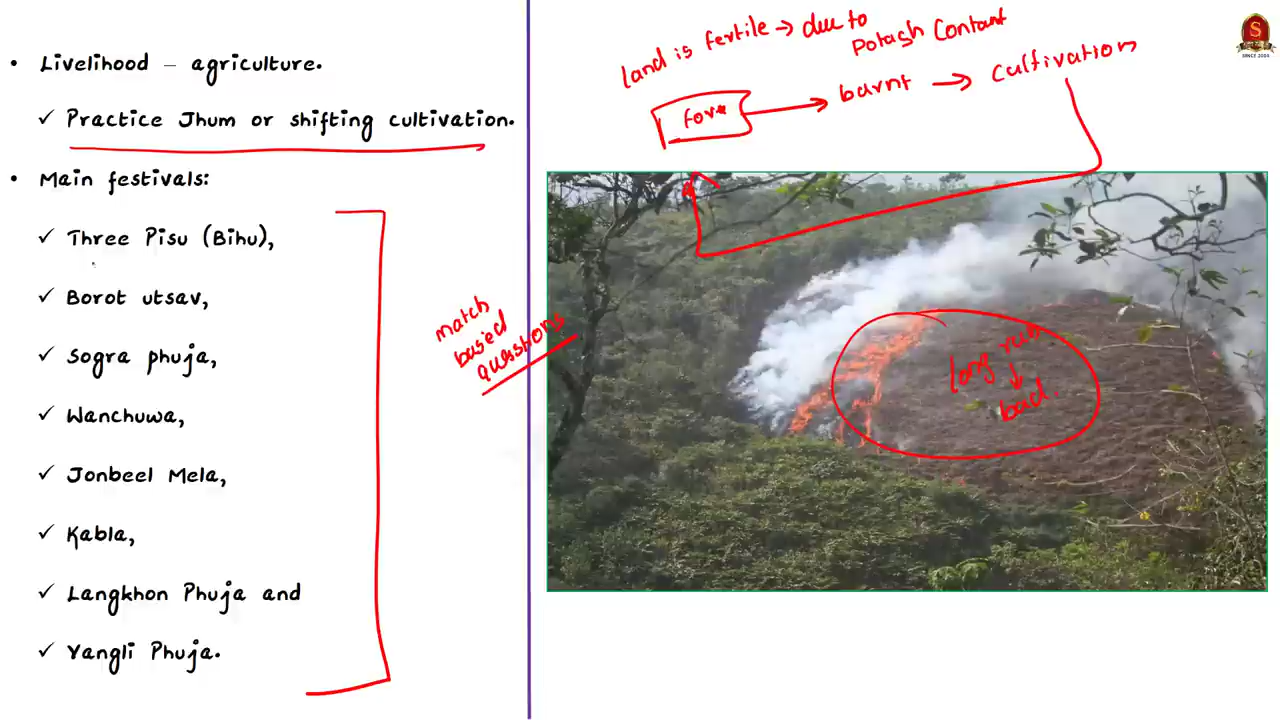 • Livelihood – agriculture.
✓ Practice Jhum or shifting cultivation.
• Main festivals:
✓ Three Pisu (Bihu),
✓ Borot utsav,
✓ Sogra phuja,
✓ Wanchuwa,
✓ Jonbeel Mela,
✓ Kabla,
✓ Langkhon Phuja and
✓ Yangli Phuja.
match
based
questions
land is fertile → due to
Potash Content
→ barnt → cultivation
long run
↓
bad.
S
SINCE 2004